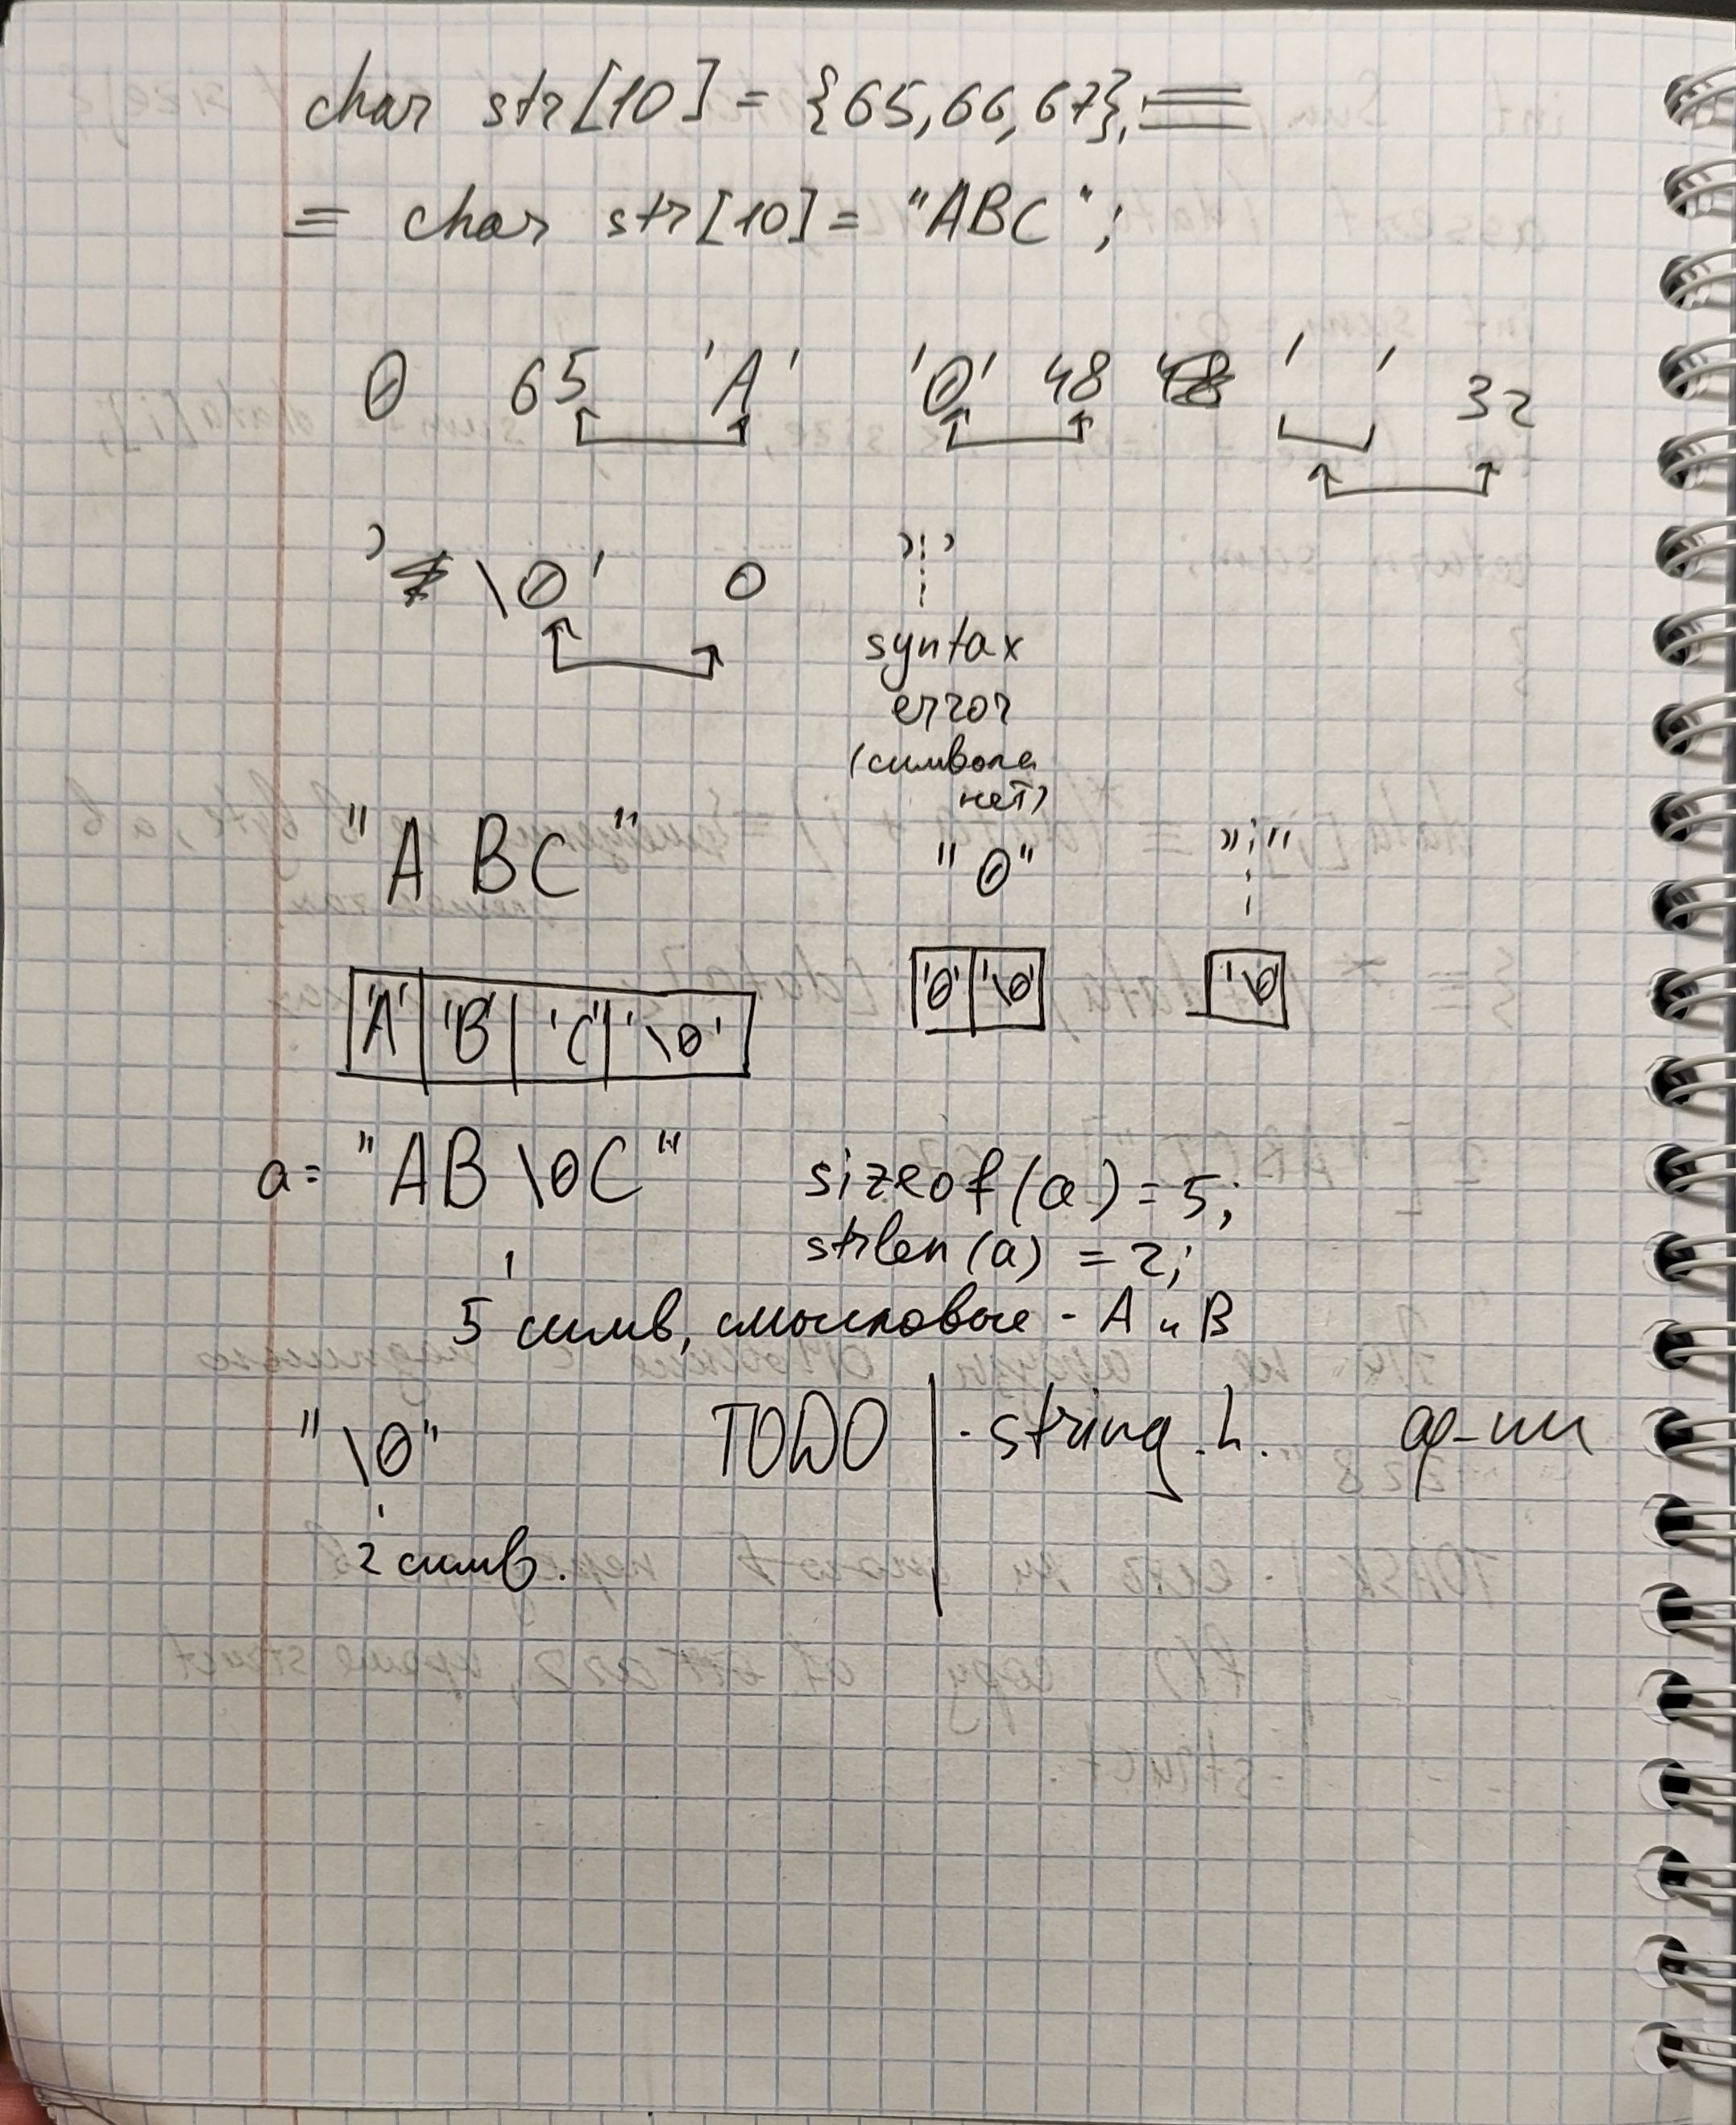 char str[10] = {65,66,67}; ≡
= char str[10] = "ABC";
0 65 'A' '0' 48 ' ' 32
'\0' 0 ''
syntax
error
(символа
нет)
"ABC" "0" ""
'A' 'B' 'C' '\0' '0' '\0' '\0'
a = "AB\0C" sizeof(a) = 5;
strlen(a) = 2;
5 симв, смысловые - A и B
"\0" TODO | · string.h. ф-ии
2 симв.